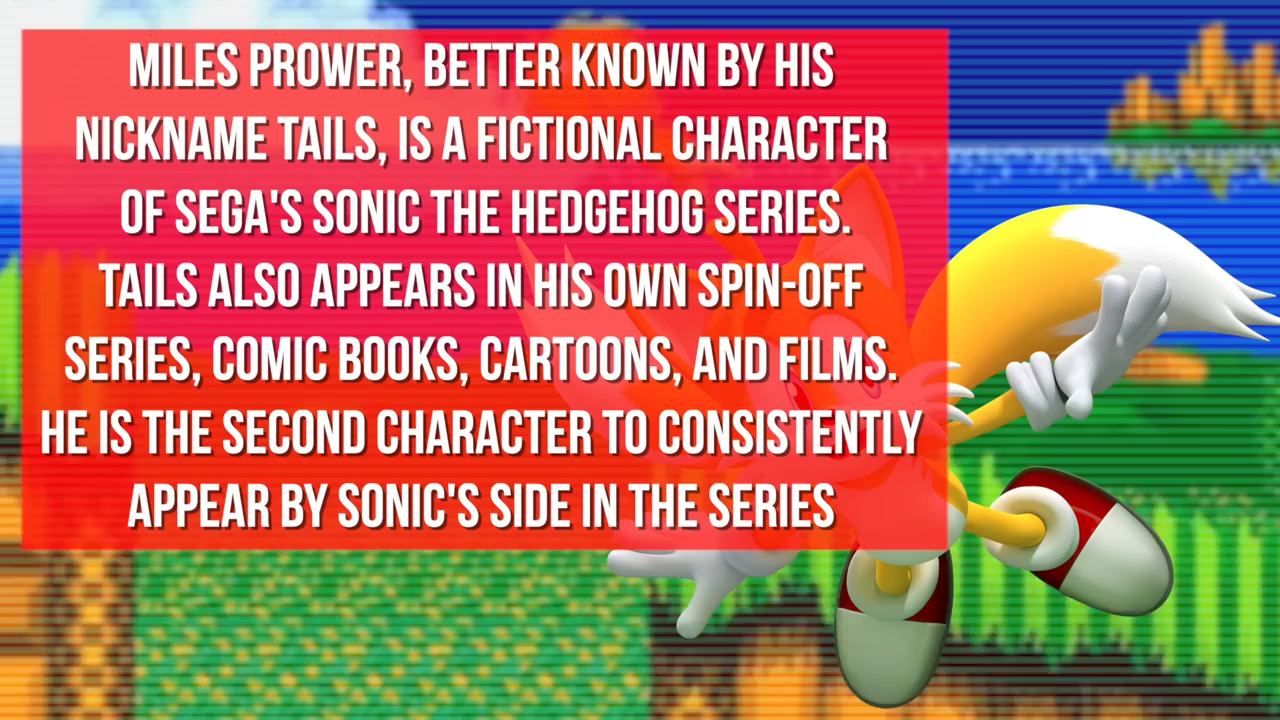 MILES PROWER, BETTER KNOWN BY HIS
NICKNAME TAILS, IS A FICTIONAL CHARACTER
OF SEGA'S SONIC THE HEDGEHOG SERIES.
TAILS ALSO APPEARS IN HIS OWN SPIN-OFF
SERIES, COMIC BOOKS, CARTOONS, AND FILMS.
HE IS THE SECOND CHARACTER TO CONSISTENTLY
APPEAR BY SONIC'S SIDE IN THE SERIES